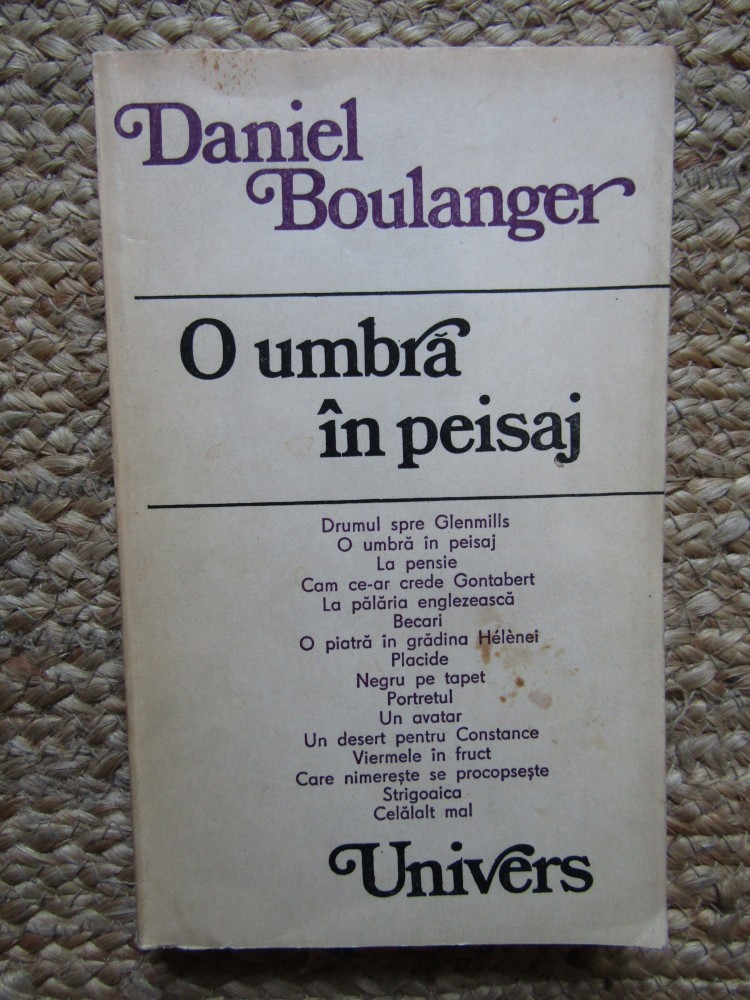 Daniel
Boulanger
O umbră
în peisaj
Drumul spre Glenmills
O umbră în peisaj
La pensie
Cam ce-ar crede Gontabert
La pălăria englezească
Becari
O piatră în grădina Hélènei
Placide
Negru pe tapet
Portretul
Un avatar
Un desert pentru Constance
Viermele în fruct
Care nimerește se procopsește
Strigoaica
Celălalt mal
Univers